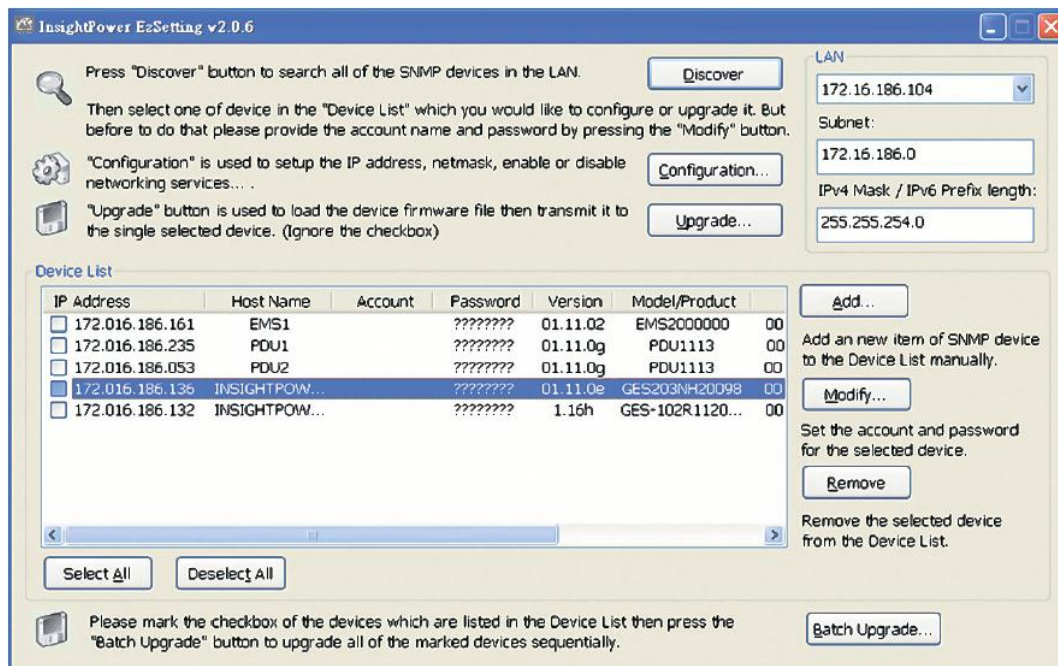 InsightPower EzSetting v2.0.6
Press "Discover" button to search all of the SNMP devices in the LAN.
Discover
Then select one of device in the "Device List" which you would like to configure or upgrade it. But
before to do that please provide the account name and password by pressing the "Modify" button.
"Configuration" is used to setup the IP address, netmask, enable or disable
networking services... .
Configuration...
"Upgrade" button is used to load the device firmware file then transmit it to
the single selected device. (Ignore the checkbox)
Upgrade...
LAN
172.16.186.104
Subnet:
172.16.186.0
IPv4 Mask / IPv6 Prefix length:
255.255.254.0
Device List
IP Address Host Name Account Password Version Model/Product
172.016.186.161 EMS1 ???????? 01.11.02 EMS2000000 00
172.016.186.235 PDU1 ???????? 01.11.0g PDU1113 00
172.016.186.053 PDU2 ???????? 01.11.0g PDU1113 00
172.016.186.136 INSIGHTPOW... ???????? 01.11.0e GES203NH20098 00
172.016.186.132 INSIGHTPOW... ???????? 1.16h GES-102R1120... 00
Add...
Add an new item of SNMP device
to the Device List manually.
Modify...
Set the account and password
for the selected device.
Remove
Remove the selected device
from the Device List.
Select All
Deselect All
Please mark the checkbox of the devices which are listed in the Device List then press the
"Batch Upgrade" button to upgrade all of the marked devices sequentially.
Batch Upgrade...